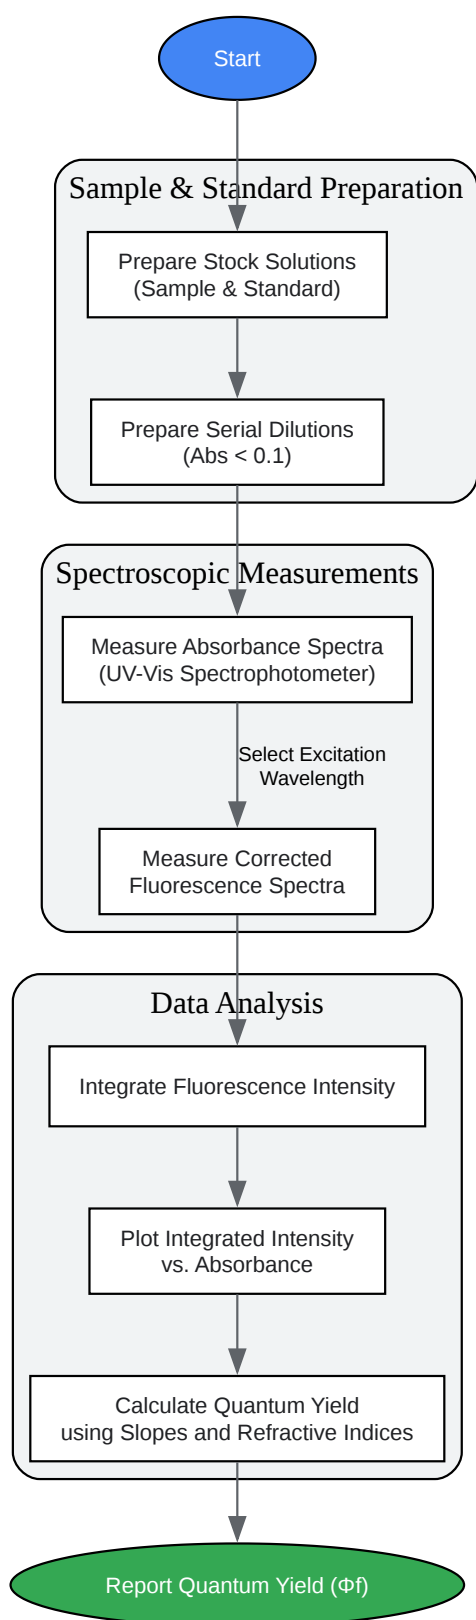 Start
Sample & Standard Preparation
Prepare Stock Solutions
(Sample & Standard)
Prepare Serial Dilutions
(Abs < 0.1)
Spectroscopic Measurements
Measure Absorbance Spectra
(UV-Vis Spectrophotometer)
Select Excitation
Wavelength
Measure Corrected
Fluorescence Spectra
Data Analysis
Integrate Fluorescence Intensity
Plot Integrated Intensity
vs. Absorbance
Calculate Quantum Yield
using Slopes and Refractive Indices
Report Quantum Yield (Φf)